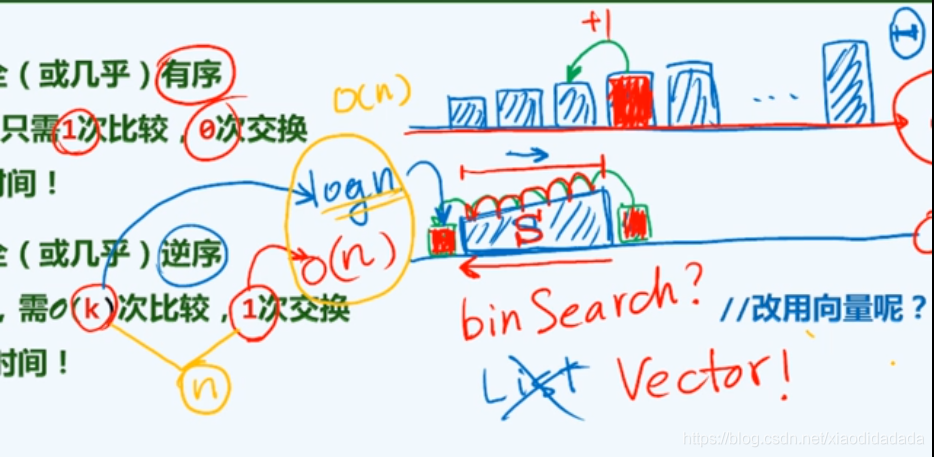 全（或几乎）有序
O(n)
+1
只需1次比较，0次交换
时间！
logn
O(n)
S
全（或几乎）逆序
，需O(k)次比较，1次交换
时间！
n
binSearch?
//改用向量呢？
List Vector!
https://blog.csdn.net/xiaodidadada